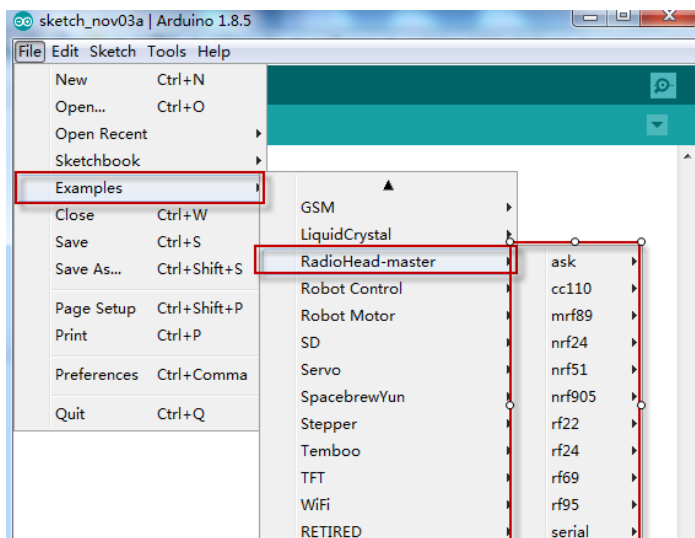 sketch_nov03a | Arduino 1.8.5
File Edit Sketch Tools Help
New Ctrl+N
Open... Ctrl+O
Open Recent
Sketchbook
Examples
Close Ctrl+W
Save Ctrl+S
Save As... Ctrl+Shift+S
Page Setup Ctrl+Shift+P
Print Ctrl+P
Preferences Ctrl+Comma
Quit Ctrl+Q
GSM
LiquidCrystal
RadioHead-master
Robot Control
Robot Motor
SD
Servo
SpacebrewYun
Stepper
Temboo
TFT
WiFi
RETIRED
ask
cc110
mrf89
nrf24
nrf51
nrf905
rf22
rf24
rf69
rf95
serial